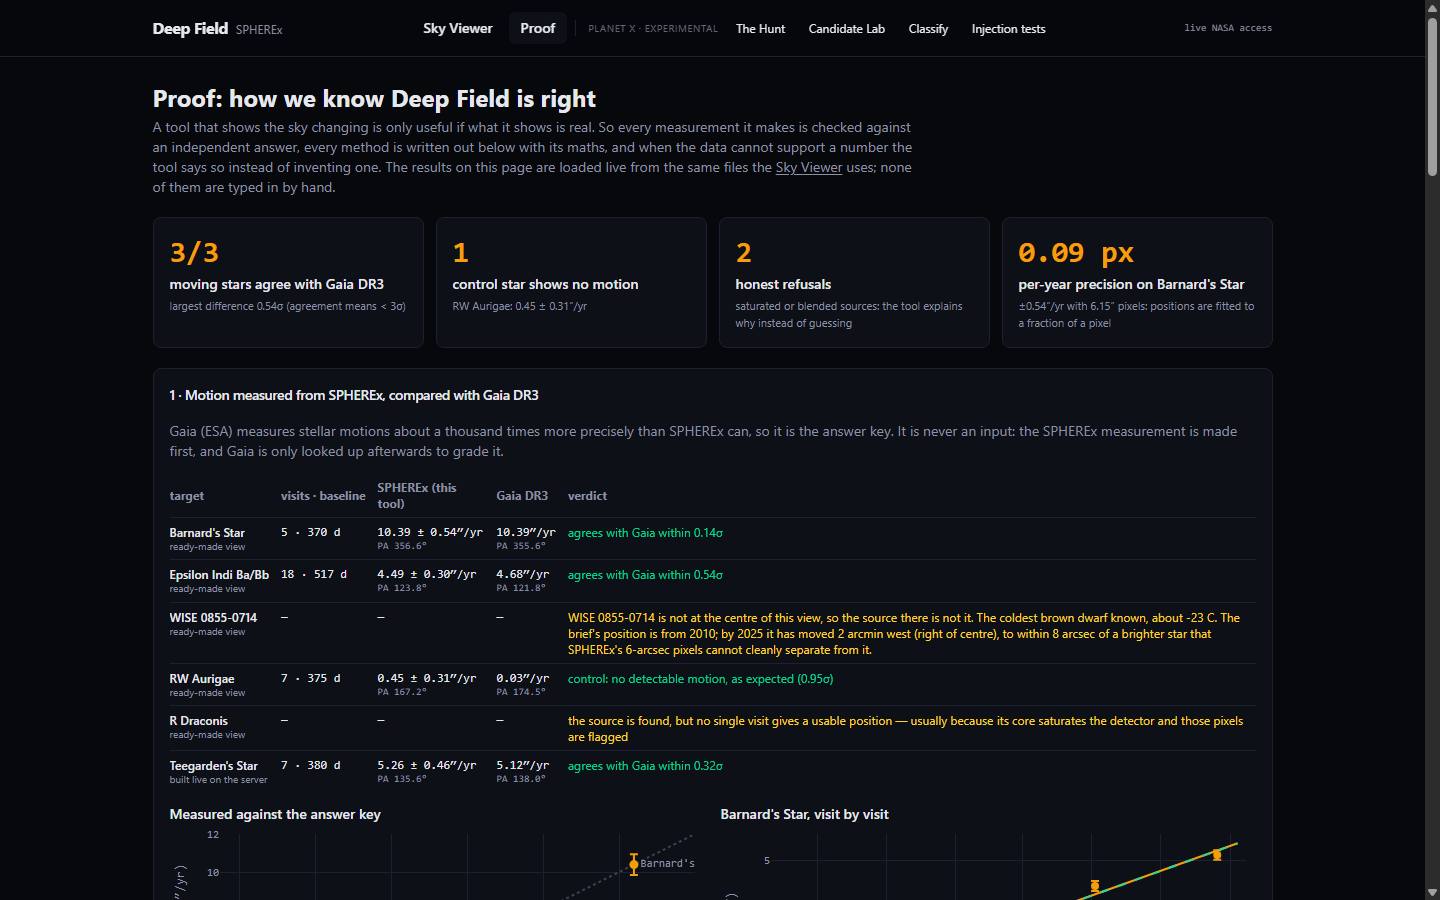 Deep Field SPHEREx
Sky Viewer
Proof
PLANET X · EXPERIMENTAL
The Hunt
Candidate Lab
Classify
Injection tests
live NASA access
Proof: how we know Deep Field is right
A tool that shows the sky changing is only useful if what it shows is real. So every measurement it makes is checked against
an independent answer, every method is written out below with its maths, and when the data cannot support a number the
tool says so instead of inventing one. The results on this page are loaded live from the same files the Sky Viewer uses; none
of them are typed in by hand.
3/3
moving stars agree with Gaia DR3
largest difference 0.54σ (agreement means < 3σ)
1
control star shows no motion
RW Aurigae: 0.45 ± 0.31″/yr
2
honest refusals
saturated or blended sources: the tool explains
why instead of guessing
0.09 px
per-year precision on Barnard's Star
±0.54″/yr with 6.15″ pixels: positions are fitted to
a fraction of a pixel
1 · Motion measured from SPHEREx, compared with Gaia DR3
Gaia (ESA) measures stellar motions about a thousand times more precisely than SPHEREx can, so it is the answer key. It is never an input: the SPHEREx measurement is made
first, and Gaia is only looked up afterwards to grade it.
target
visits · baseline
SPHEREx (this
tool)
Gaia DR3
verdict
Barnard's Star
ready-made view
5 · 370 d
10.39 ± 0.54″/yr
PA 356.6°
10.39″/yr
PA 355.6°
agrees with Gaia within 0.14σ
Epsilon Indi Ba/Bb
ready-made view
18 · 517 d
4.49 ± 0.30″/yr
PA 123.8°
4.68″/yr
PA 121.8°
agrees with Gaia within 0.54σ
WISE 0855-0714
ready-made view
—
—
—
WISE 0855-0714 is not at the centre of this view, so the source there is not it. The coldest brown dwarf known, about -23 C. The
brief's position is from 2010; by 2025 it has moved 2 arcmin west (right of centre), to within 8 arcsec of a brighter star that
SPHEREx's 6-arcsec pixels cannot cleanly separate from it.
RW Aurigae
ready-made view
7 · 375 d
0.45 ± 0.31″/yr
PA 167.2°
0.03″/yr
PA 174.5°
control: no detectable motion, as expected (0.95σ)
R Draconis
ready-made view
—
—
—
the source is found, but no single visit gives a usable position — usually because its core saturates the detector and those pixels
are flagged
Teegarden's Star
built live on the server
7 · 380 d
5.26 ± 0.46″/yr
PA 135.6°
5.12″/yr
PA 138.0°
agrees with Gaia within 0.32σ
Measured against the answer key
12
10
Barnard's
″/yr)
Barnard's Star, visit by visit
5